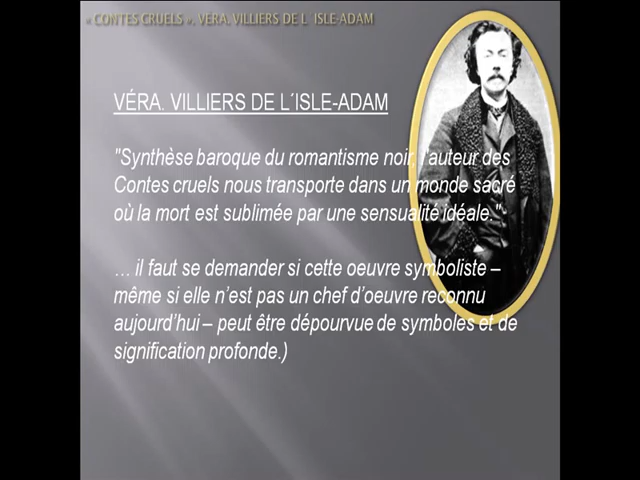 « CONTES CRUELS ». VERA. VILLIERS DE L´ISLE-ADAM
VÉRA. VILLIERS DE L´ISLE-ADAM
"Synthèse baroque du romantisme noir, l'auteur des
Contes cruels nous transporte dans un monde sacré
où la mort est sublimée par une sensualité idéale."
… il faut se demander si cette oeuvre symboliste –
même si elle n’est pas un chef d’oeuvre reconnu
aujourd’hui – peut être dépourvue de symboles et de
signification profonde.)